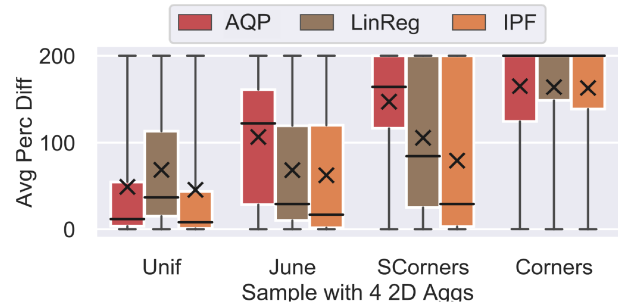 AQP LinReg IPF
Avg Perc Diff
200
100
0
Unif June SCorners Corners
Sample with 4 2D Aggs